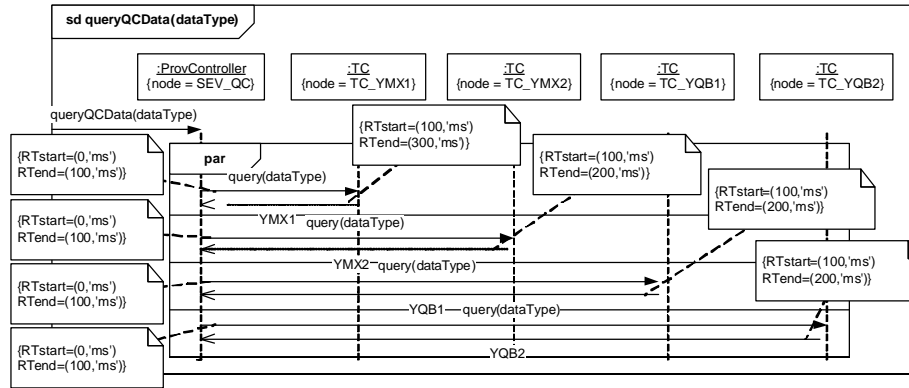 sd queryQCData(dataType)
:ProvController
{node = SEV_QC}
:TC
{node = TC_YMX1}
:TC
{node = TC_YMX2}
:TC
{node = TC_YQB1}
:TC
{node = TC_YQB2}
queryQCData(dataType)
{RTstart=(100,'ms')
RTend=(300,'ms')}
{RTstart=(0,'ms')
RTend=(100,'ms')}
par
{RTstart=(100,'ms')
RTend=(200,'ms')}
query(dataType)
{RTstart=(100,'ms')
RTend=(200,'ms')}
{RTstart=(0,'ms')
RTend=(100,'ms')}
YMX1
query(dataType)
{RTstart=(100,'ms')
RTend=(200,'ms')}
YMX2
query(dataType)
{RTstart=(0,'ms')
RTend=(100,'ms')}
YQB1
query(dataType)
{RTstart=(0,'ms')
RTend=(100,'ms')}
YQB2